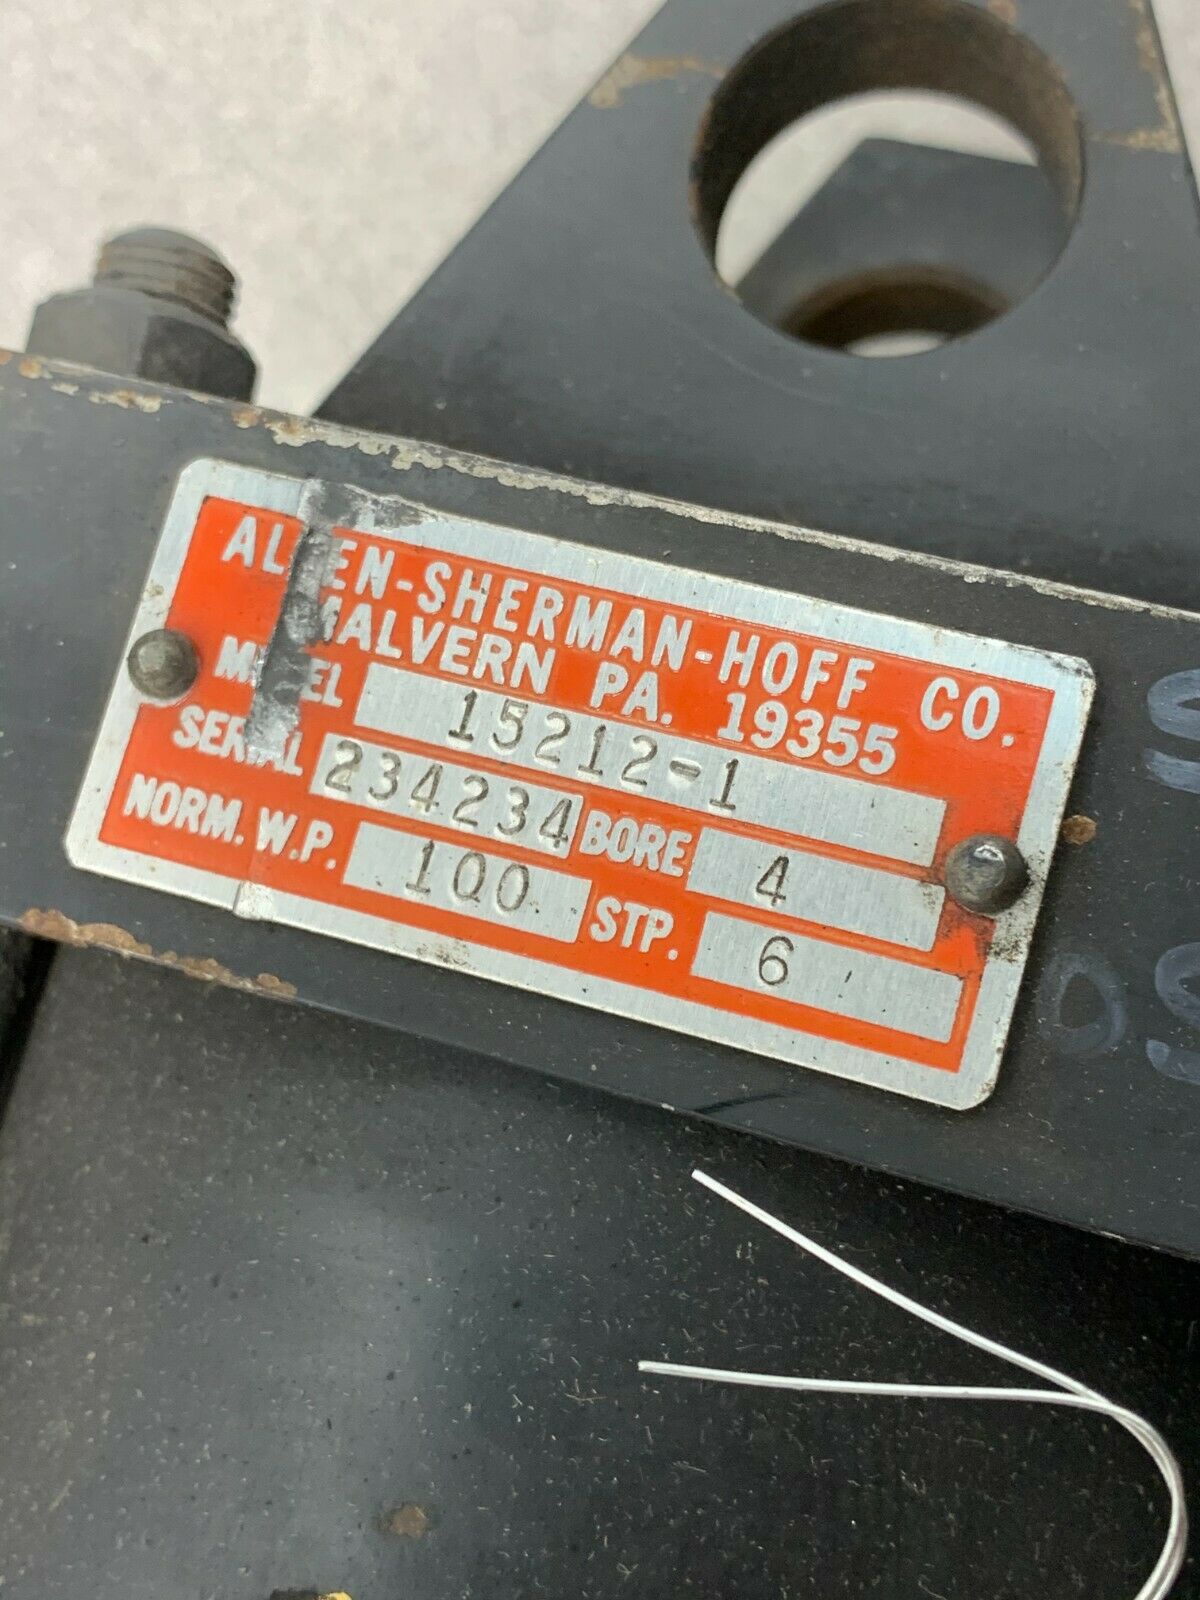 ALLEN-SHERMAN-HOFF CO.
MALVERN PA. 19355
MODEL 15212-1
SERIAL 234234 BORE 4
NORM. W.P. 100 STP. 6